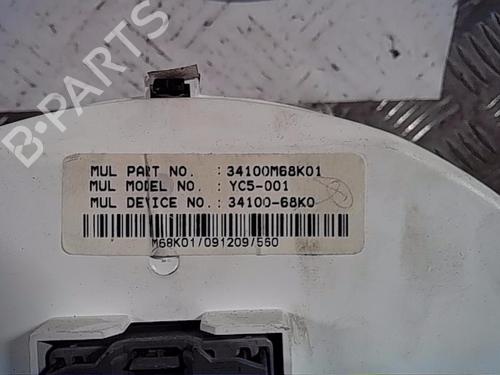 B-PARTS
MUL PART NO. : 34100M68K01
MUL MODEL NO. : YC5-001
MUL DEVICE NO. : 34100-68K0
M68K01/091209/560